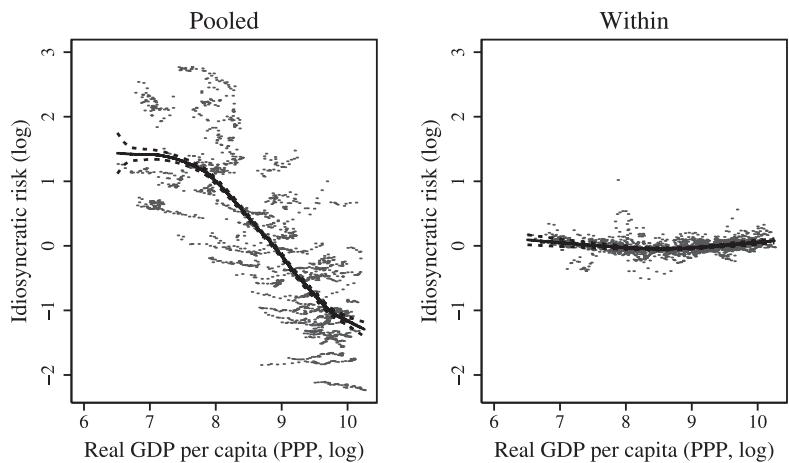 Pooled
Idiosyncratic risk (log)
3
2
1
0
−1
−2
6 7 8 9 10
Real GDP per capita (PPP, log)
Within
Idiosyncratic risk (log)
3
2
1
0
−1
−2
6 7 8 9 10
Real GDP per capita (PPP, log)